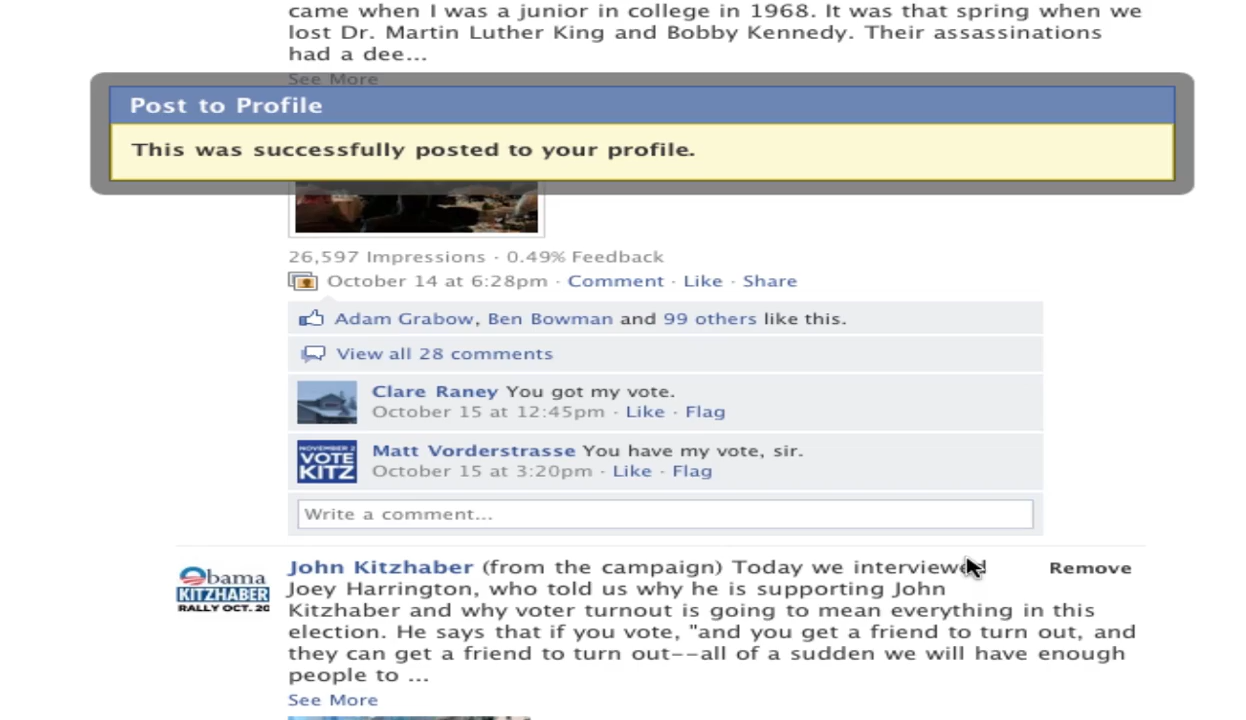 came when I was a junior in college in 1968. It was that spring when we
lost Dr. Martin Luther King and Bobby Kennedy. Their assassinations
had a dee...
See More
Post to Profile
This was successfully posted to your profile.
26,597 Impressions · 0.49% Feedback
October 14 at 6:28pm · Comment · Like · Share
Adam Grabow, Ben Bowman and 99 others like this.
View all 28 comments
Clare Raney You got my vote.
October 15 at 12:45pm · Like · Flag
NOVEMBER 2
VOTE
KITZ
Matt Vorderstrasse You have my vote, sir.
October 15 at 3:20pm · Like · Flag
Write a comment...
Obama
KITZHABER
RALLY OCT. 20
John Kitzhaber (from the campaign) Today we interviewed
Remove
Joey Harrington, who told us why he is supporting John
Kitzhaber and why voter turnout is going to mean everything in this
election. He says that if you vote, "and you get a friend to turn out, and
they can get a friend to turn out--all of a sudden we will have enough
people to ...
See More